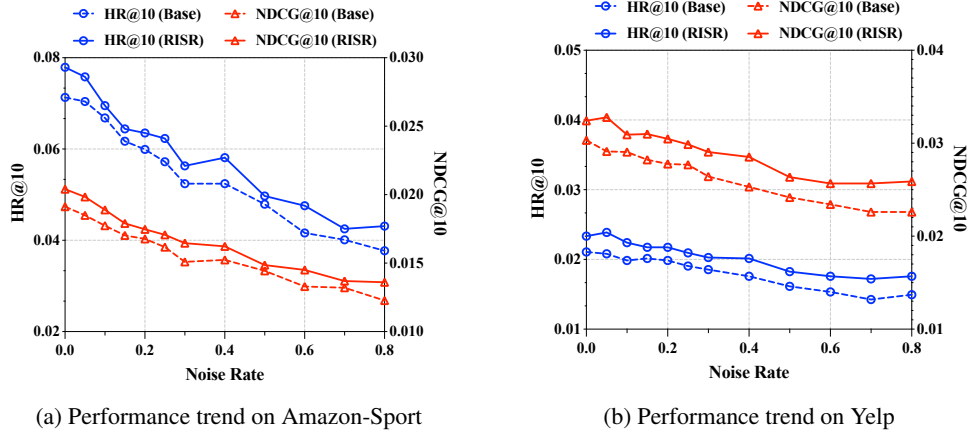 HR@10 (Base) NDCG@10 (Base)
HR@10 (RISR) NDCG@10 (RISR)
0.08
0.06
0.04
0.02
HR@10
0.030
0.025
0.020
0.015
0.010
NDCG@10
0.0 0.2 0.4 0.6 0.8
Noise Rate
(a) Performance trend on Amazon-Sport
HR@10 (Base) NDCG@10 (Base)
HR@10 (RISR) NDCG@10 (RISR)
0.05
0.04
0.03
0.02
0.01
HR@10
0.04
0.03
0.02
0.01
NDCG@10
0.0 0.2 0.4 0.6 0.8
Noise Rate
(b) Performance trend on Yelp